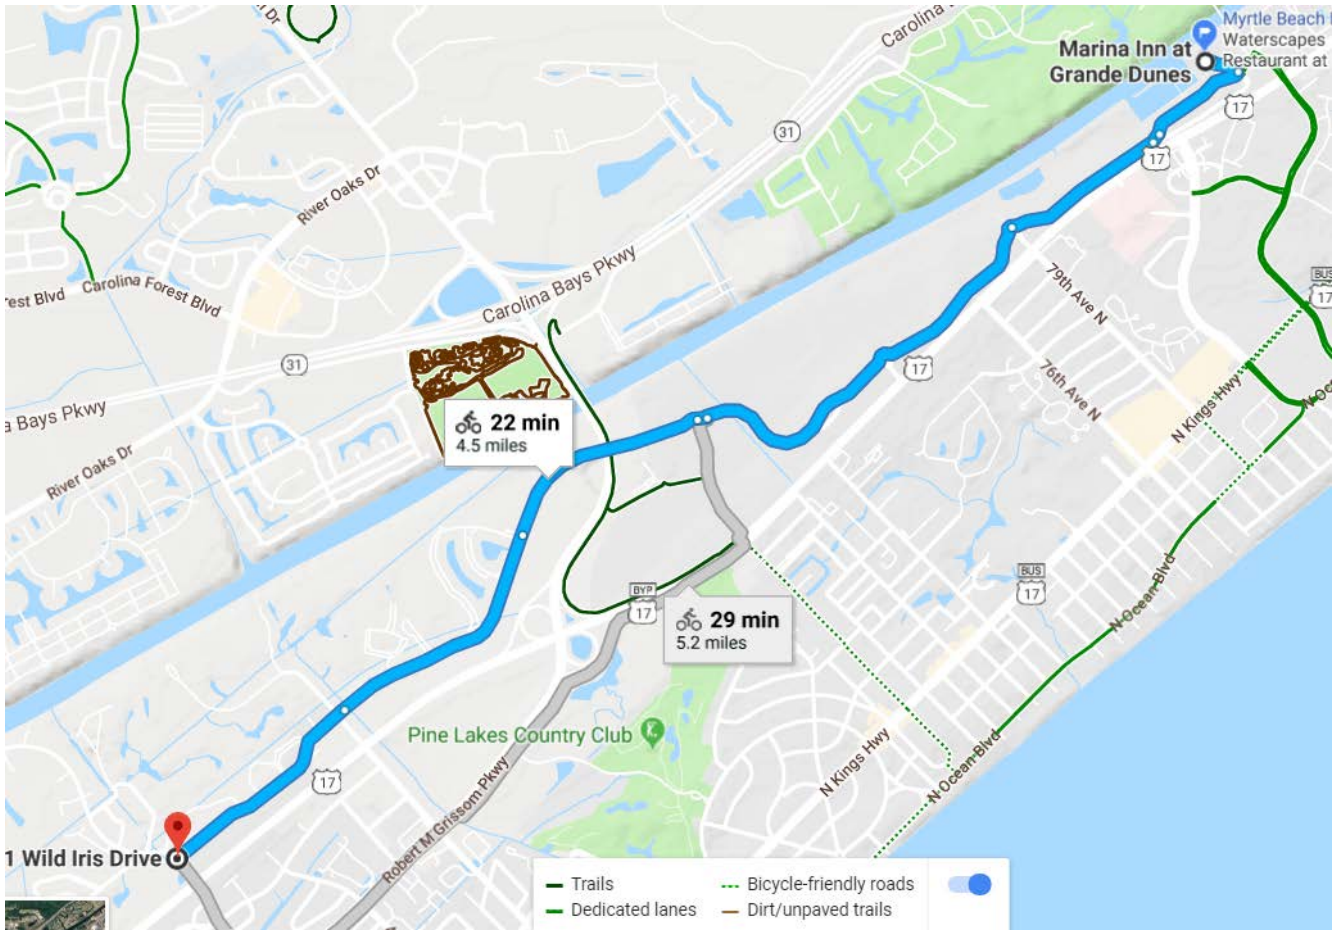 Carolina
Myrtle Beach
Waterscapes
Restaurant at
Marina Inn at
Grande Dunes
17
31
17
River Oaks Dr
Carolina Bays Pkwy
79th Ave N
BUS
17
rest Blvd
Carolina Forest Blvd
31
17
76th Ave N
N Kings Hwy
a Bays Pkwy
22 min
4.5 miles
River Oaks Dr
N Ocean Blvd
BYP
17
BUS
17
29 min
5.2 miles
Pine Lakes Country Club
N Kings Hwy
N Ocean Blvd
17
Robert M Grissom Pkwy
1 Wild Iris Drive
Trails
Bicycle-friendly roads
Dedicated lanes
Dirt/unpaved trails